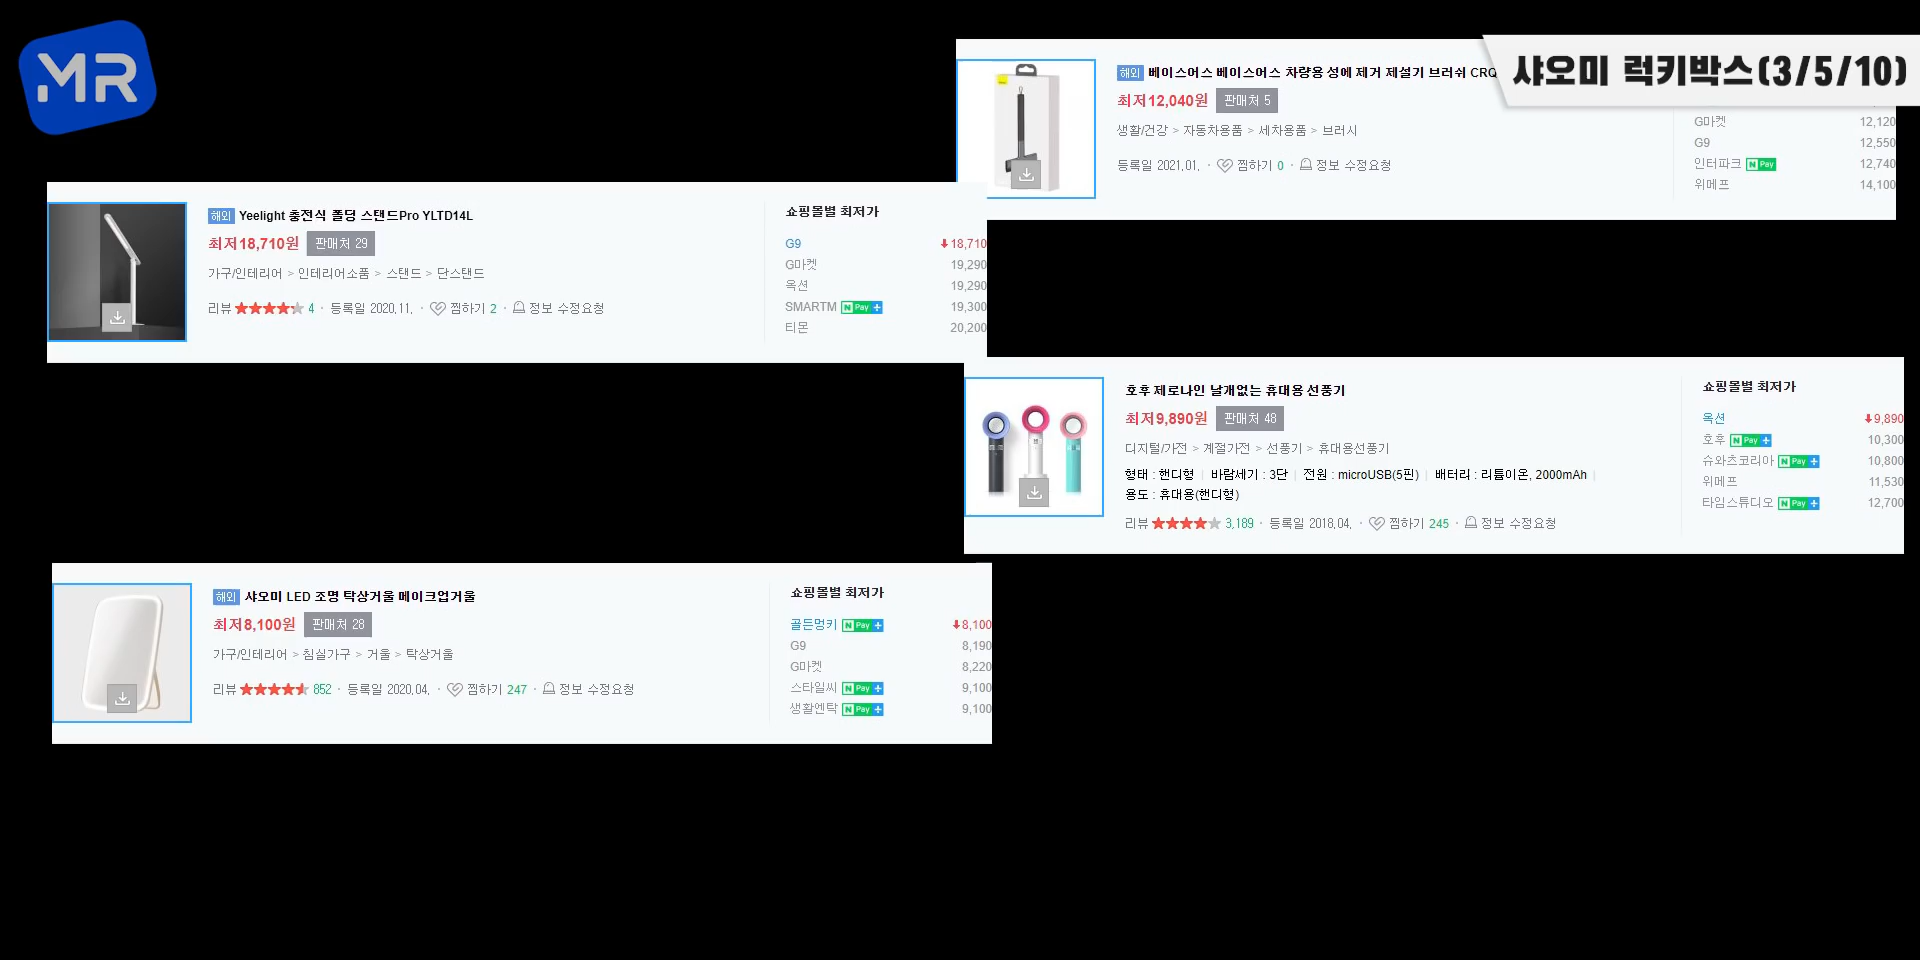 MR
샤오미 럭키박스(3/5/10)
해외 베이스어스 베이스어스 차량용 성에 제거 제설기 브러쉬 CRQ
최저12,040원 판매처 5
생활/건강 > 자동차용품 > 세차용품 > 브러시
등록일 2021.01. · 찜하기 0 · 정보 수정요청
G마켓 12,120
G9 12,550
인터파크 N Pay 12,740
위메프 14,100
해외 Yeelight 충전식 폴딩 스탠드Pro YLTD14L
최저18,710원 판매처 29
가구/인테리어 > 인테리어소품 > 스탠드 > 단스탠드
리뷰 4 · 등록일 2020.11. · 찜하기 2 · 정보 수정요청
쇼핑몰별 최저가
G9 18,710
G마켓 19,290
옥션 19,290
SMARTM N Pay + 19,300
티몬 20,200
호후 제로나인 날개없는 휴대용 선풍기
최저9,890원 판매처 48
디지털/가전 > 계절가전 > 선풍기 > 휴대용선풍기
형태 : 핸디형 | 바람세기 : 3단 | 전원 : microUSB(5핀) | 배터리 : 리튬이온, 2000mAh |
용도 : 휴대용(핸디형)
리뷰 3,189 · 등록일 2018.04. · 찜하기 245 · 정보 수정요청
쇼핑몰별 최저가
옥션 9,890
호후 N Pay + 10,300
슈와츠코리아 N Pay + 10,800
위메프 11,530
타임스튜디오 N Pay + 12,700
해외 샤오미 LED 조명 탁상거울 메이크업거울
최저8,100원 판매처 28
가구/인테리어 > 침실가구 > 거울 > 탁상거울
리뷰 852 · 등록일 2020.04. · 찜하기 247 · 정보 수정요청
쇼핑몰별 최저가
골든멍키 N Pay + 8,100
G9 8,190
G마켓 8,220
스타일씨 N Pay + 9,100
생활엔탁 N Pay + 9,100